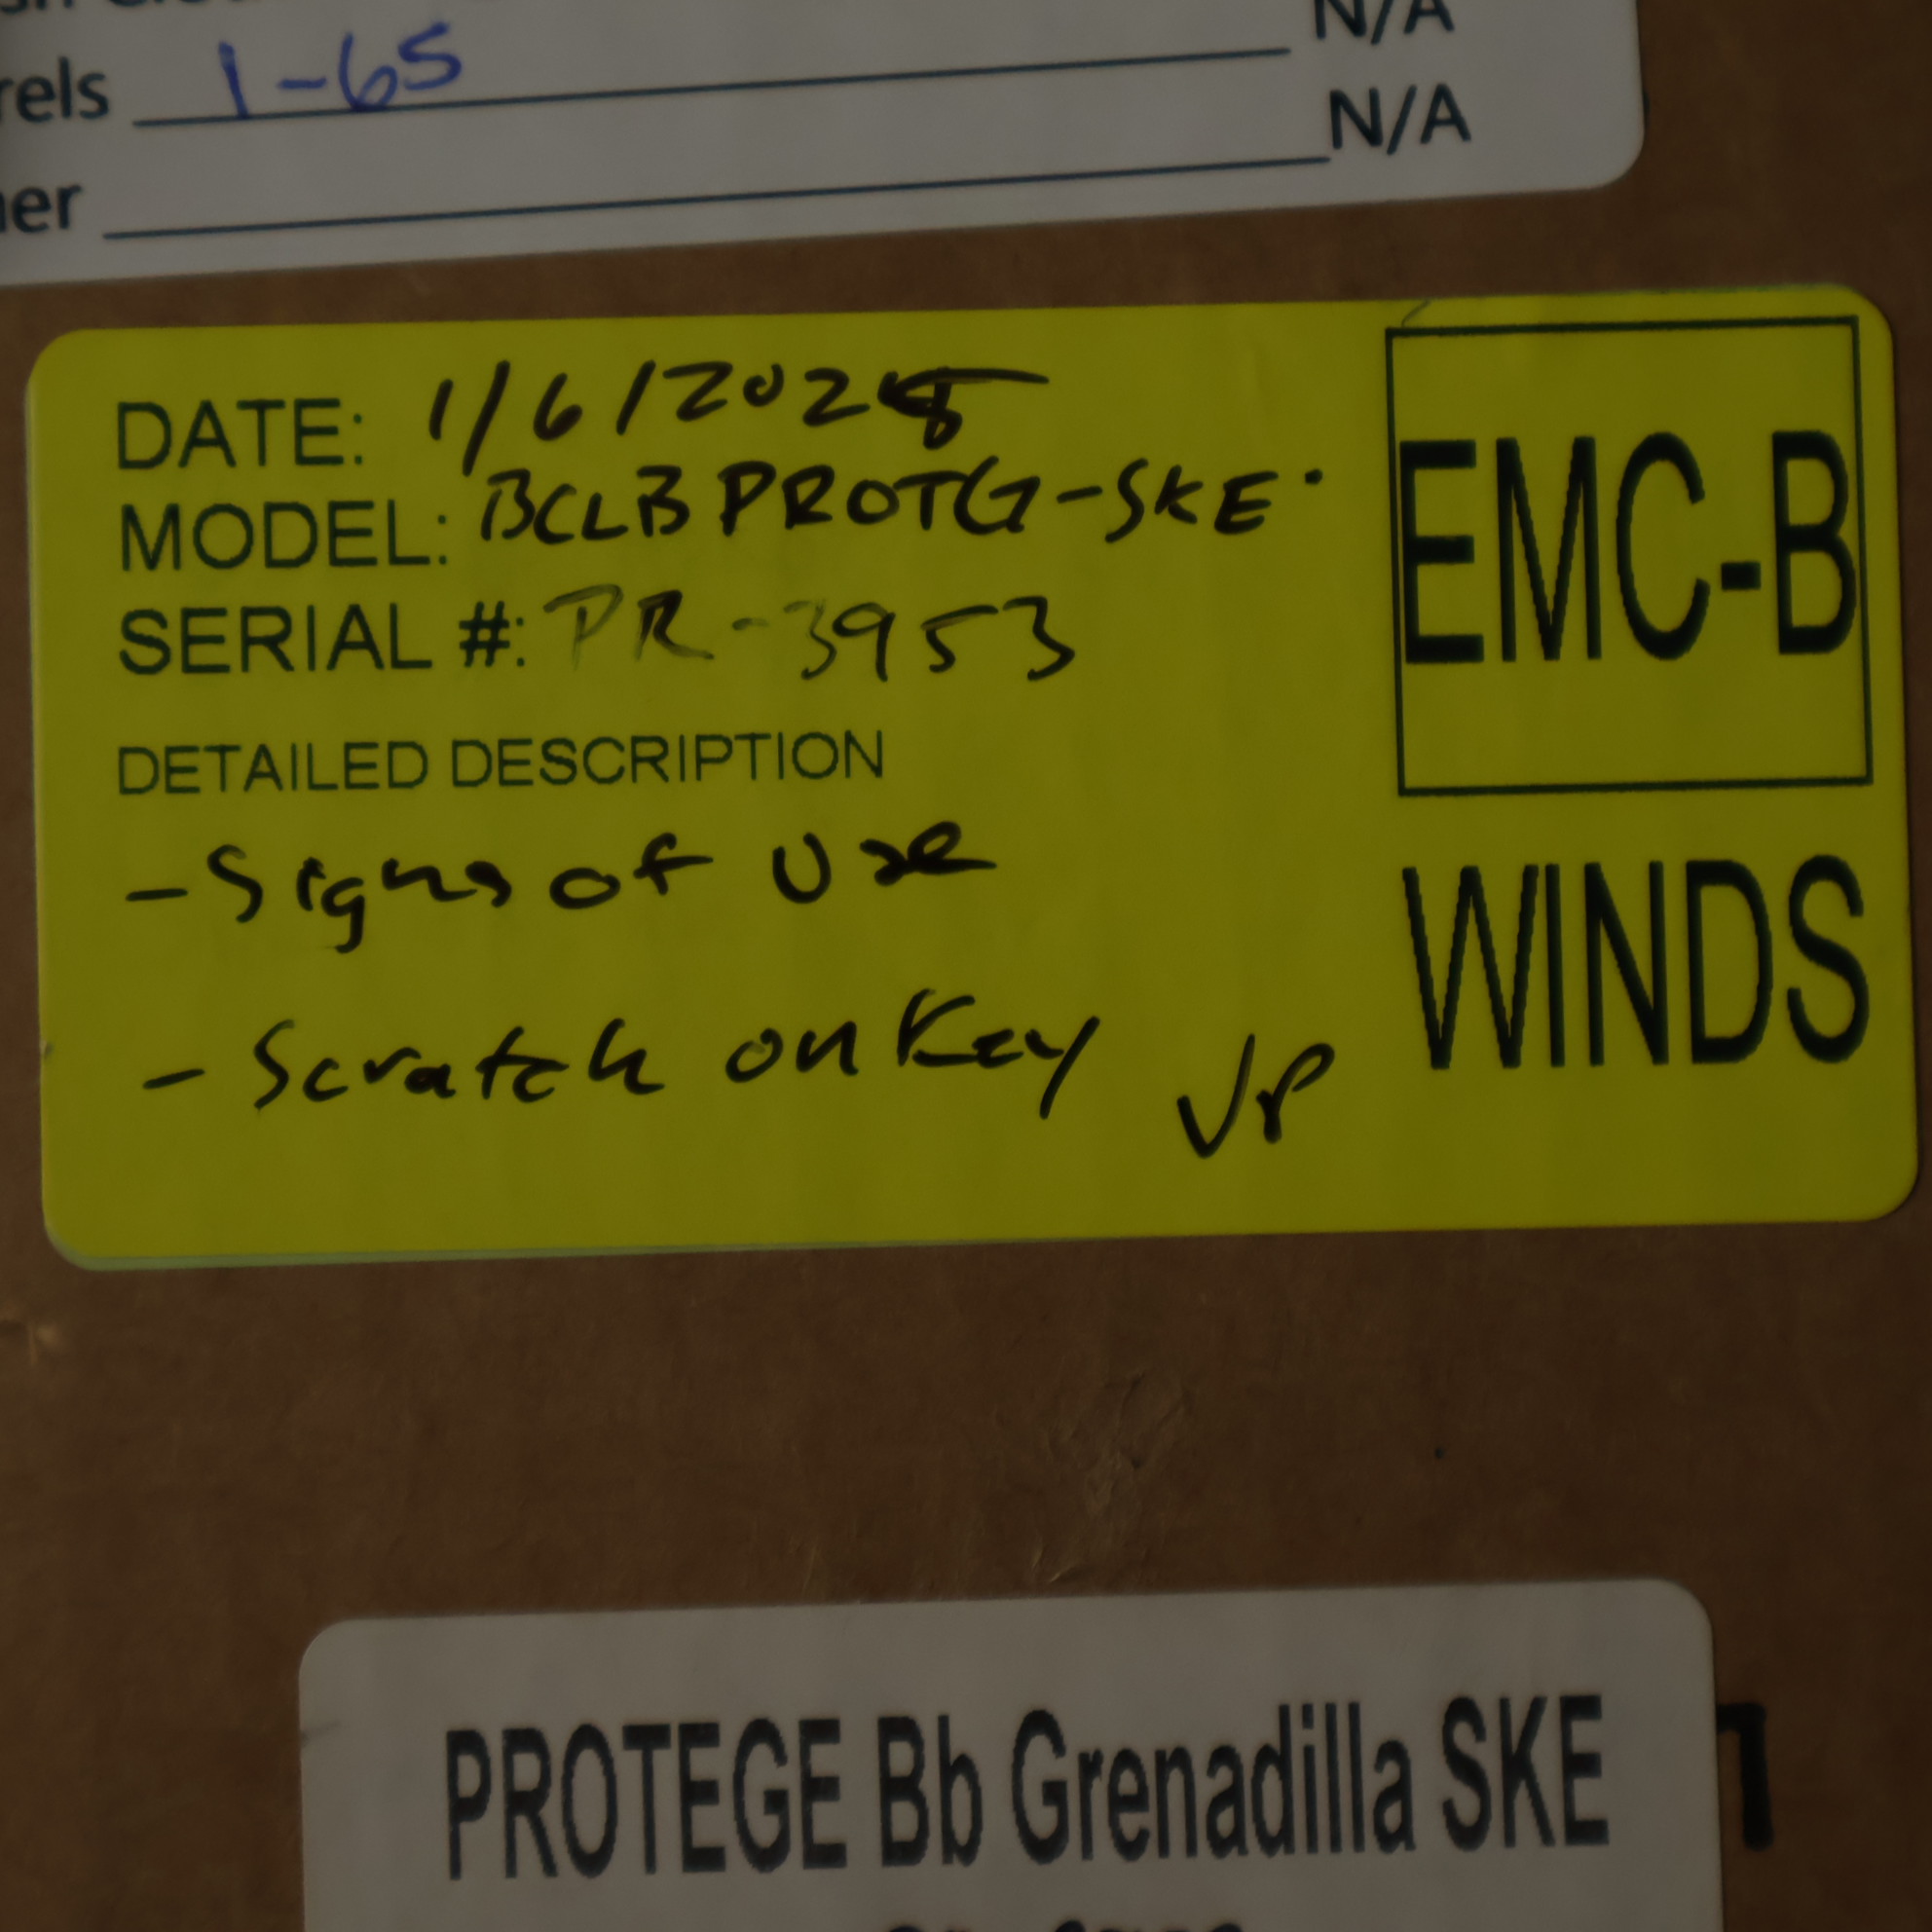 N/A
rels 1-65
N/A
ner
DATE: 1/6/2025
MODEL: BCLBPROTG-SKE.
SERIAL #: PR-3953
DETAILED DESCRIPTION
-Signs of Use
-Scratch on Key
JP
EMC-B
WINDS
PROTEGE Bb Grenadilla SKE